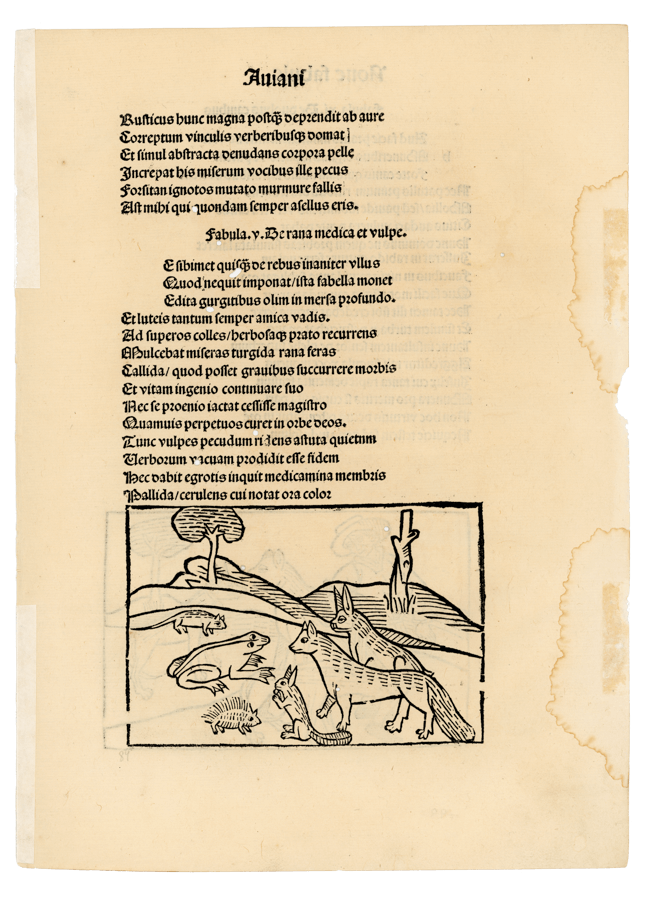 Auiani
Rusticus hunc magna postq̃ deprendit ab aure
Correptum vinculis verberibusq; domat
Et simul abstracta denudans corpora pelle
Increpat his miserum vocibus ille pecus
Forsitan ignotos mutato murmure fallis
Ast mihi qui quondam semper asellus eris.
Fabula.v.De rana medica et vulpe.
E sibimet quisq; de rebus inaniter vllus
Quod nequit imponat/ista fabella monet
Edita gurgitibus olim in mersa profundo.
Et luteis tantum semper amica vadis.
Ad superos colles/herbosaq; prato recurrens
Mulcebat miseras turgida rana feras
Callida/ quod posset grauibus succurrere morbis
Et vitam ingenio continuare suo
Nec se proenio iactat cessisse magistro
Quamuis perpetuos curet in orbe deos.
Tunc vulpes pecudum ridens astuta quietum
Verborum vacuam prodidit esse fidem
Hec dabit egrotis inquit medicamina membris
Pallida/cerulens cui notat ora color